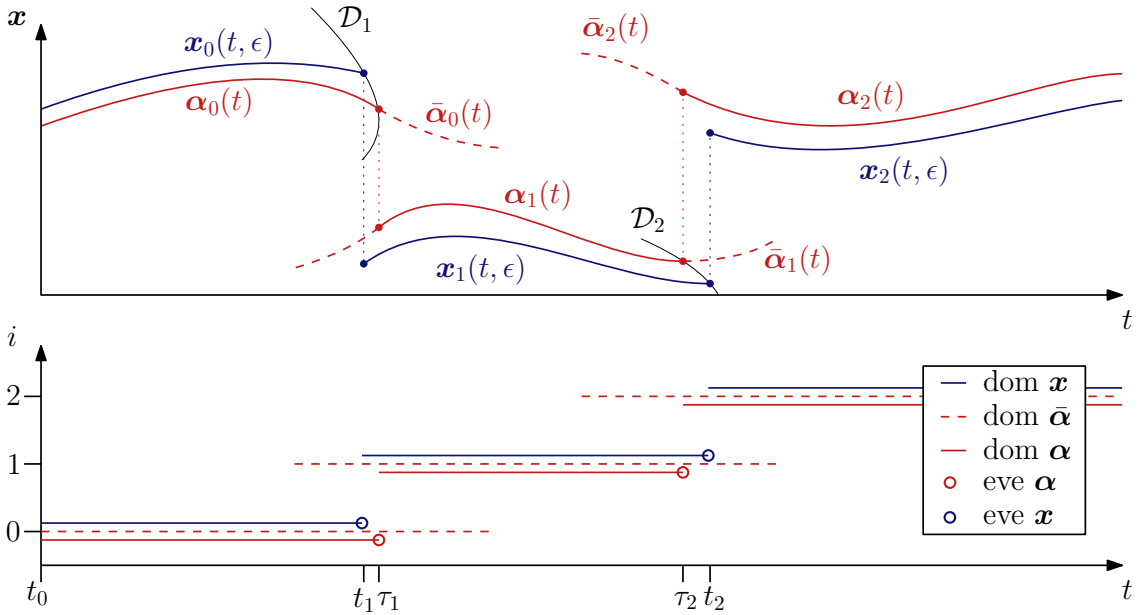 x
𝒟₁
x₀(t, ϵ)
ᾱ₂(t)
α₀(t)
ᾱ₀(t)
α₂(t)
x₂(t, ϵ)
α₁(t)
𝒟₂
x₁(t, ϵ)
ᾱ₁(t)
t
i
2
1
0
dom x
dom ᾱ
dom α
eve α
eve x
t₀ t₁ τ₁ τ₂ t₂ t